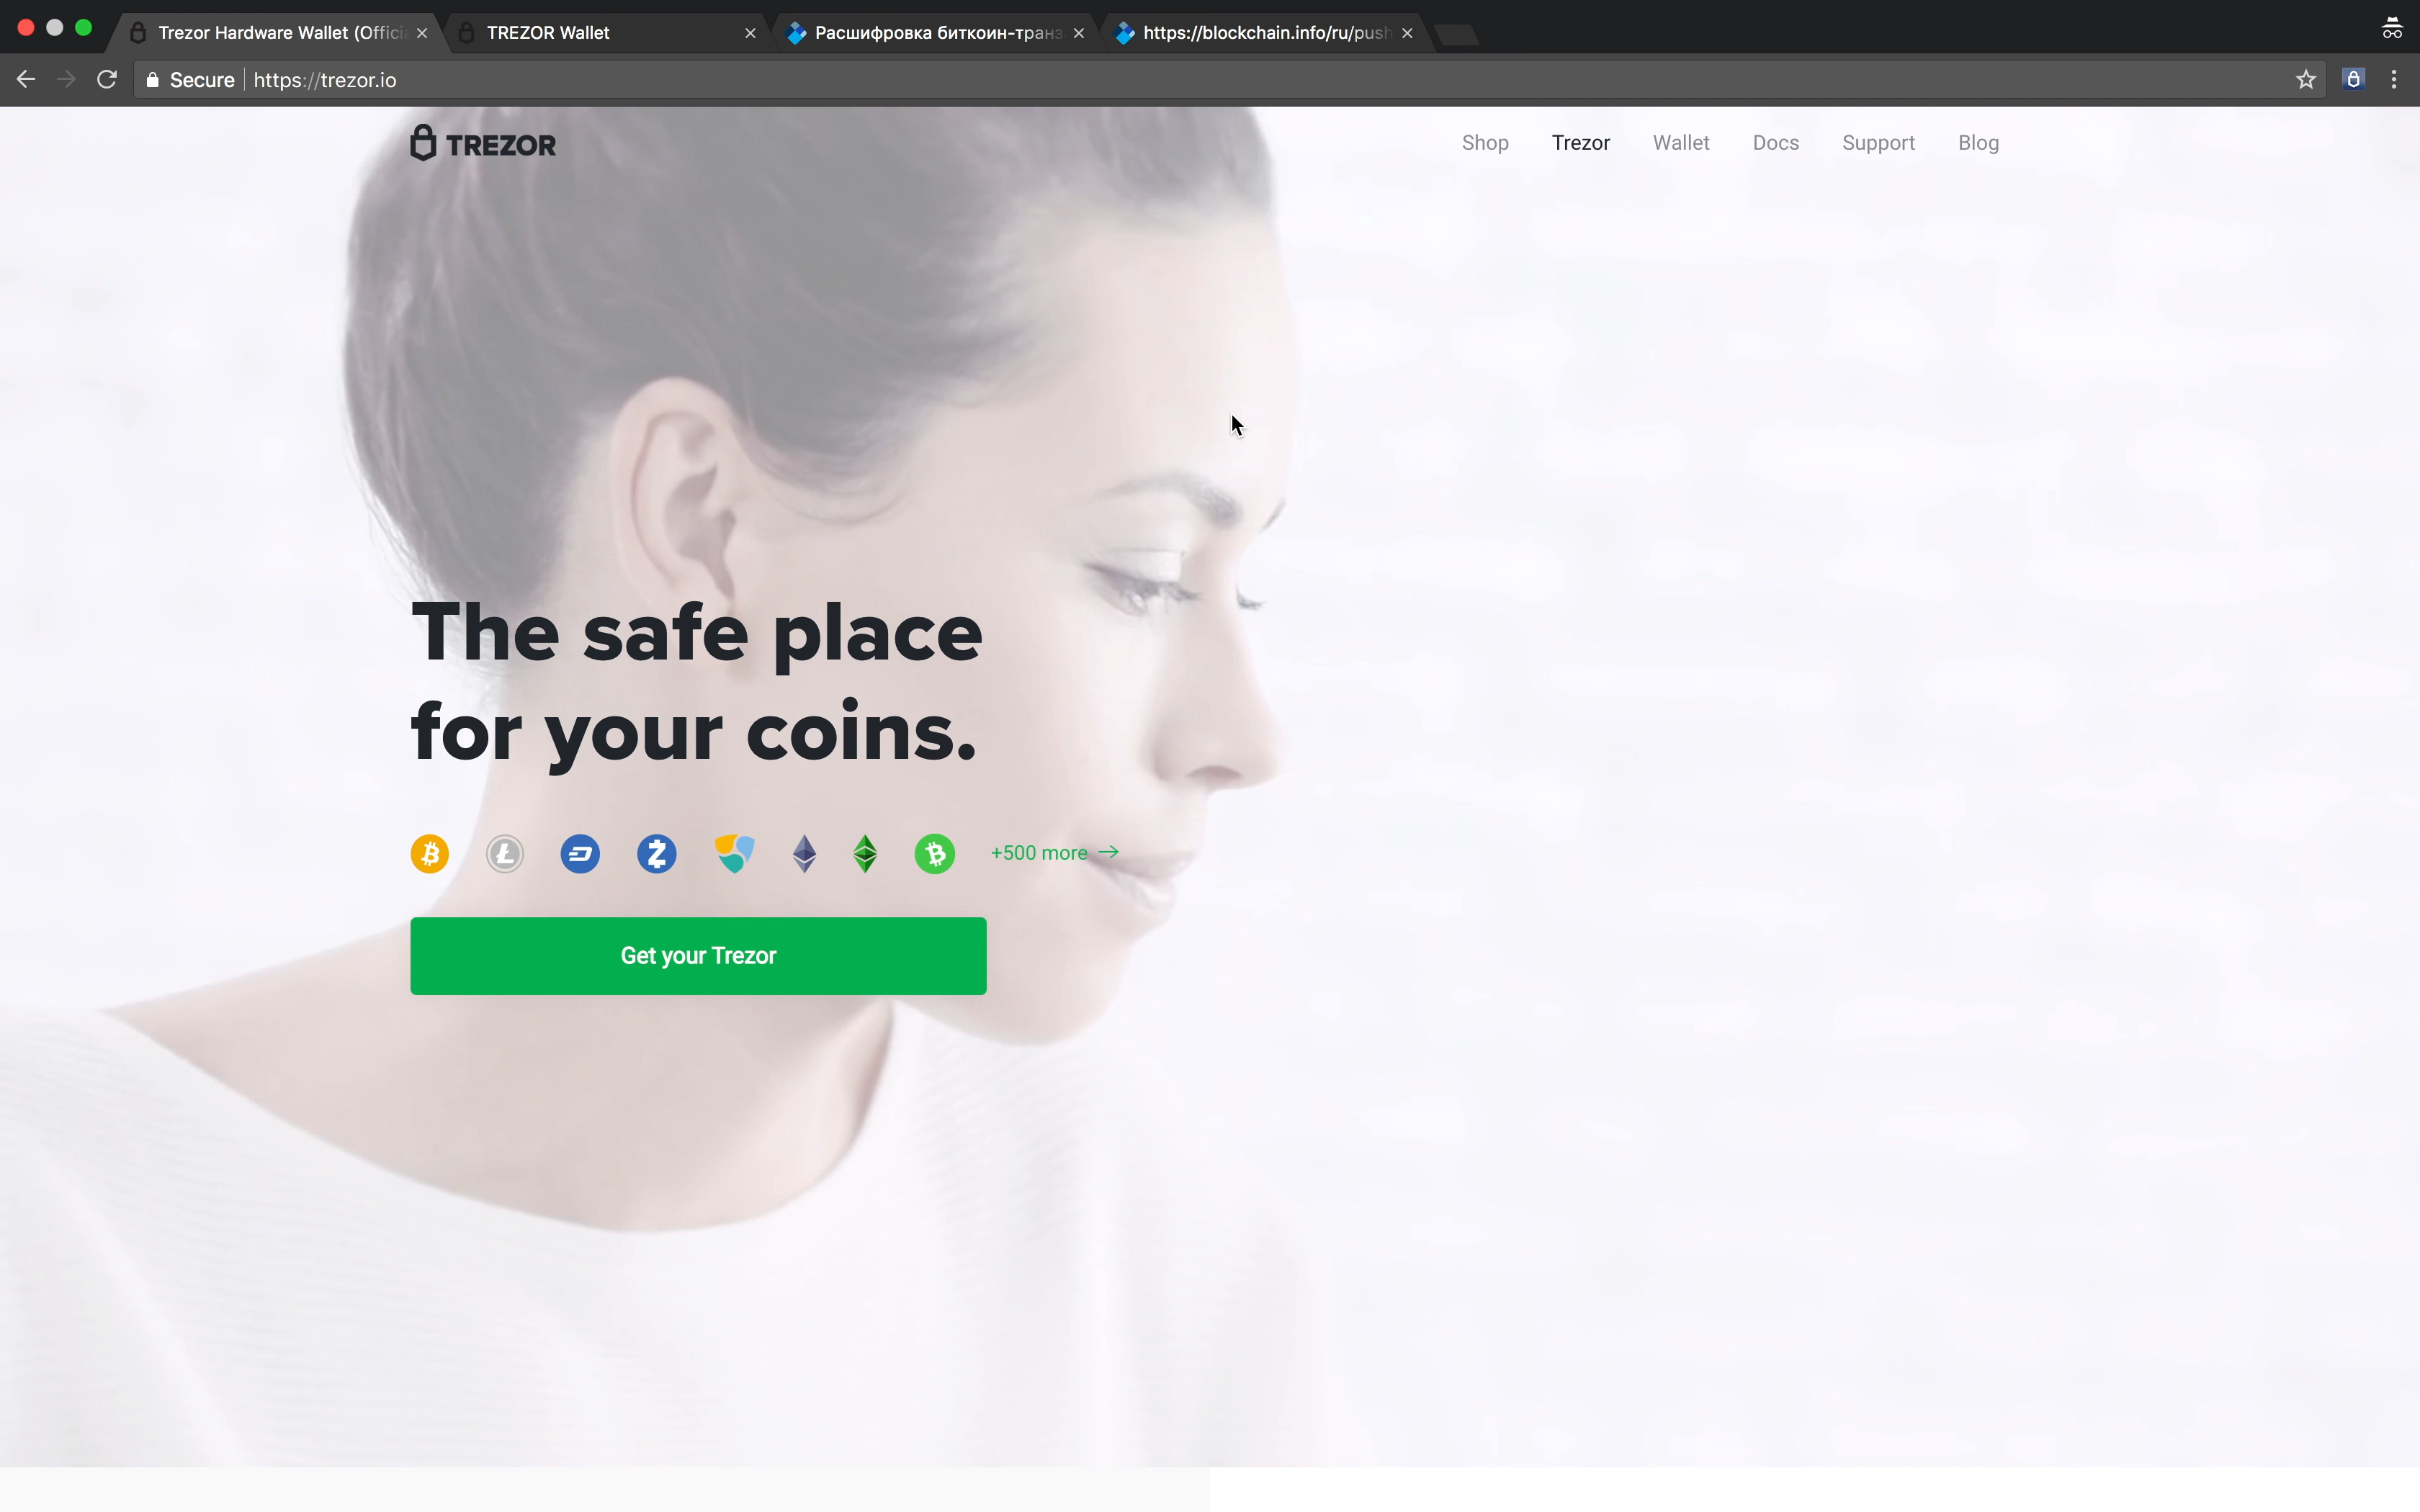 Trezor Hardware Wallet (Offici
TREZOR Wallet
Расшифровка биткоин-транз
https://blockchain.info/ru/push
Secure
https://trezor.io
TREZOR
Shop
Trezor
Wallet
Docs
Support
Blog
The safe place
for your coins.
+500 more →
Get your Trezor